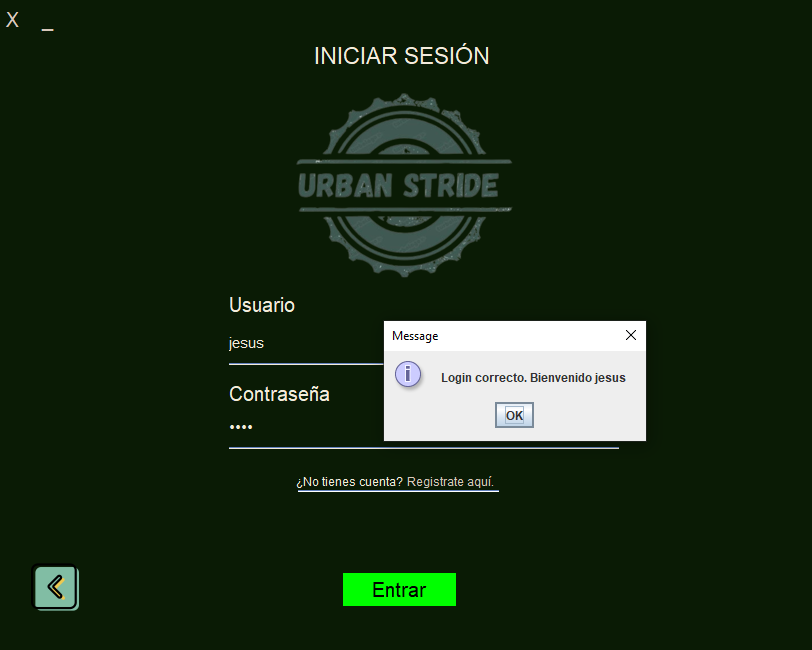 X _
INICIAR SESIÓN
URBAN STRIDE
Usuario
jesus
Message
Login correcto. Bienvenido jesus
OK
Contraseña
••••
¿No tienes cuenta? Registrate aquí.
Entrar